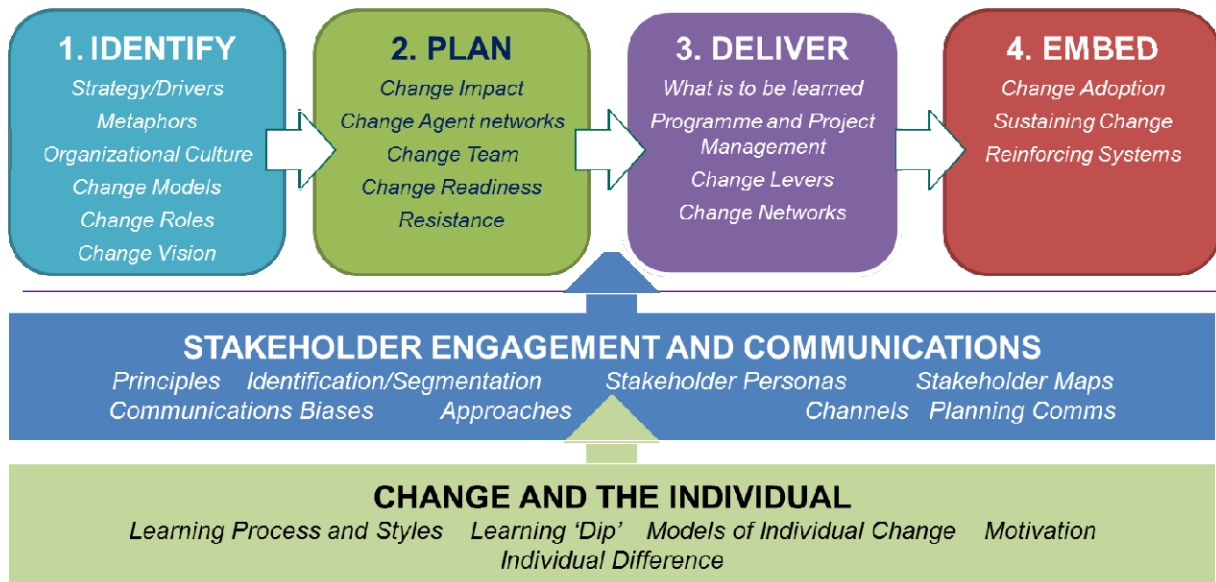 1. IDENTIFY
Strategy/Drivers
Metaphors
Organizational Culture
Change Models
Change Roles
Change Vision
2. PLAN
Change Impact
Change Agent networks
Change Team
Change Readiness
Resistance
3. DELIVER
What is to be learned
Programme and Project
Management
Change Levers
Change Networks
4. EMBED
Change Adoption
Sustaining Change
Reinforcing Systems
STAKEHOLDER ENGAGEMENT AND COMMUNICATIONS
Principles Identification/Segmentation Stakeholder Personas Stakeholder Maps
Communications Biases Approaches Channels Planning Comms
CHANGE AND THE INDIVIDUAL
Learning Process and Styles Learning ‘Dip’ Models of Individual Change Motivation
Individual Difference